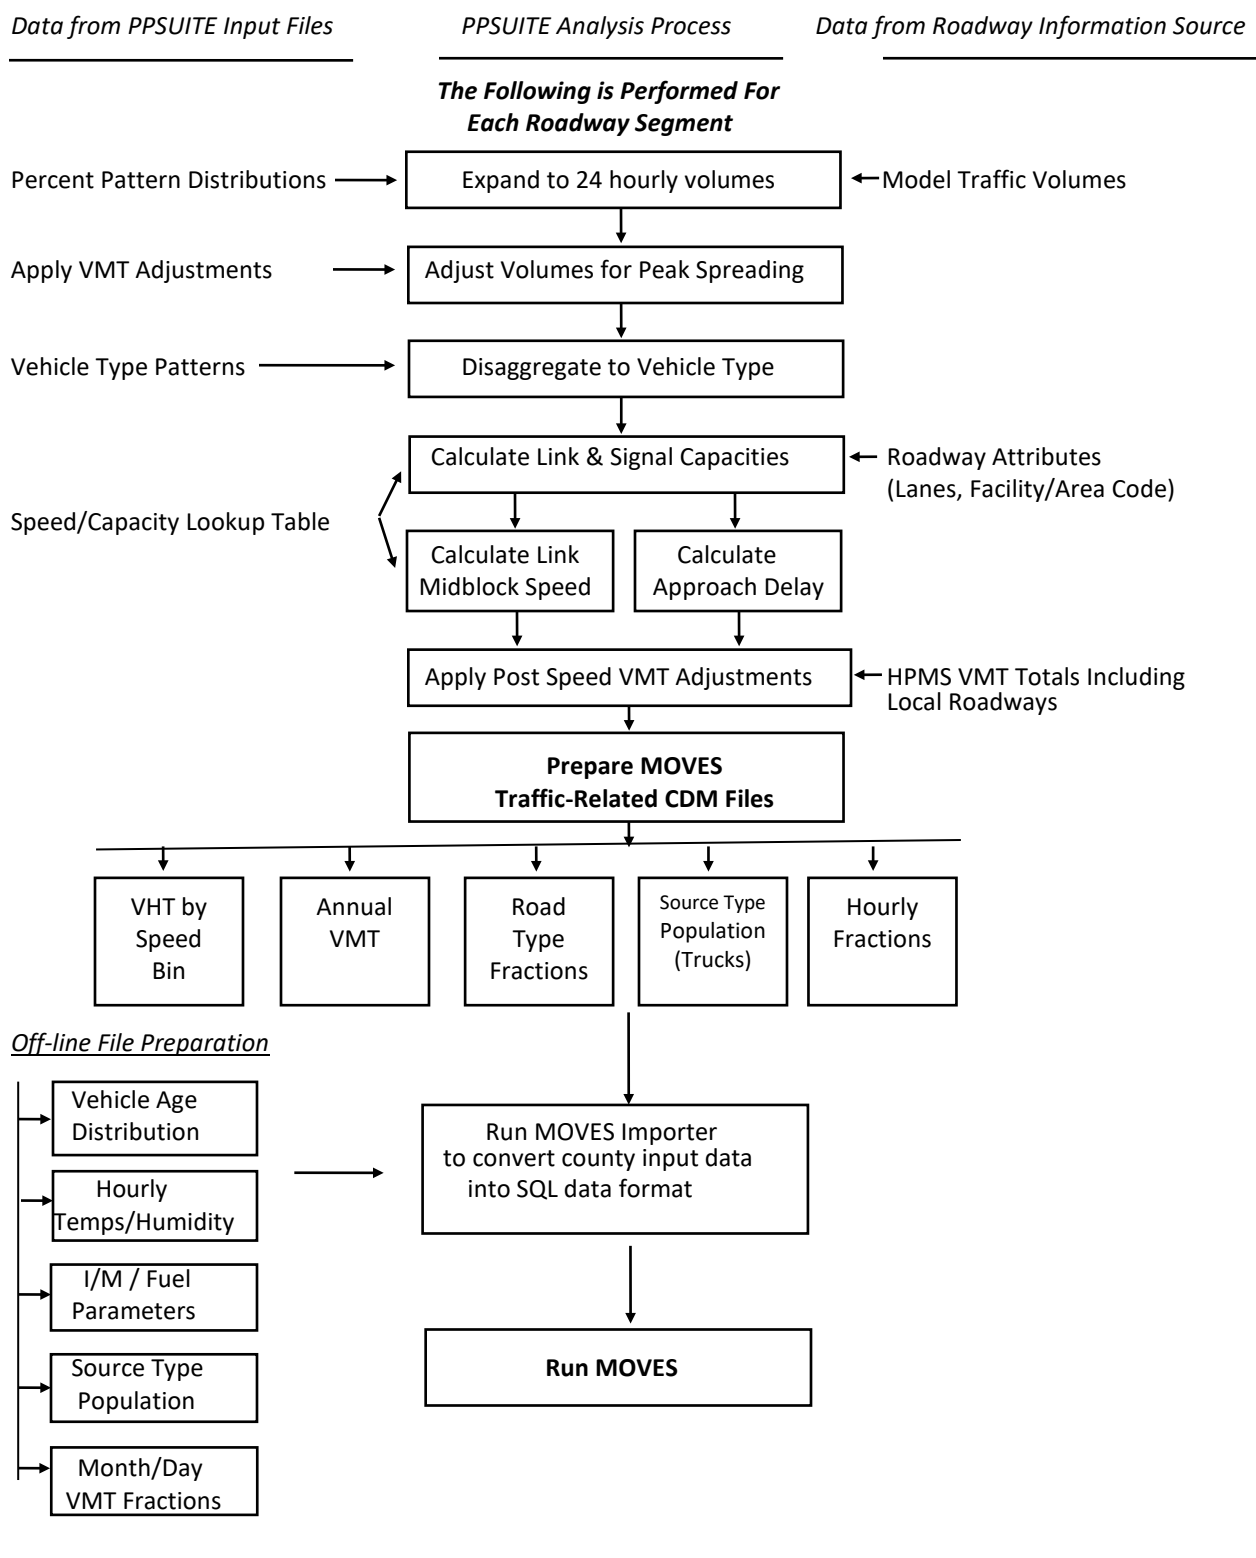 Data from PPSUITE Input Files
PPSUITE Analysis Process
Data from Roadway Information Source
The Following is Performed For
Each Roadway Segment
Percent Pattern Distributions
Expand to 24 hourly volumes
Model Traffic Volumes
Apply VMT Adjustments
Adjust Volumes for Peak Spreading
Vehicle Type Patterns
Disaggregate to Vehicle Type
Calculate Link & Signal Capacities
Roadway Attributes
(Lanes, Facility/Area Code)
Speed/Capacity Lookup Table
Calculate Link
Midblock Speed
Calculate
Approach Delay
Apply Post Speed VMT Adjustments
HPMS VMT Totals Including
Local Roadways
Prepare MOVES
Traffic-Related CDM Files
VHT by
Speed
Bin
Annual
VMT
Road
Type
Fractions
Source Type
Population
(Trucks)
Hourly
Fractions
Off-line File Preparation
Vehicle Age
Distribution
Hourly
Temps/Humidity
I/M / Fuel
Parameters
Source Type
Population
Month/Day
VMT Fractions
Run MOVES Importer
to convert county input data
into SQL data format
Run MOVES